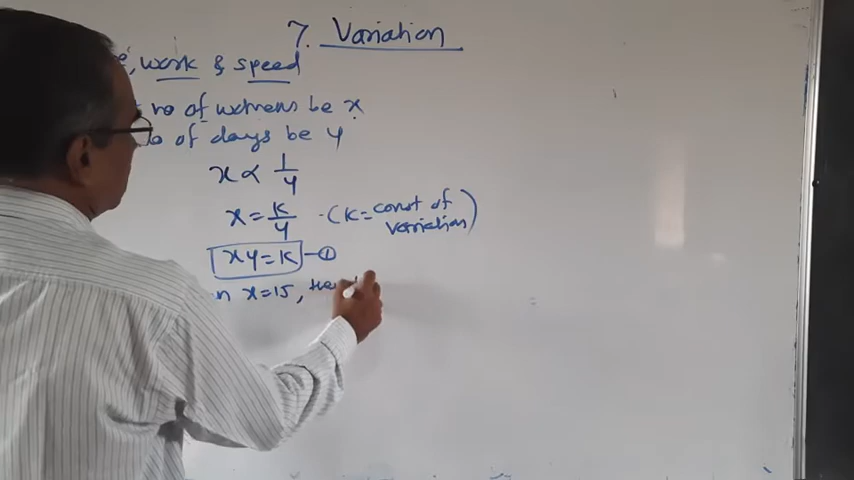 7. Variation
, work & speed
no of womens be x
of days be y
x ∝ 1/y
x = K/y (K = const of variation)
xy = K — ①
x = 15,